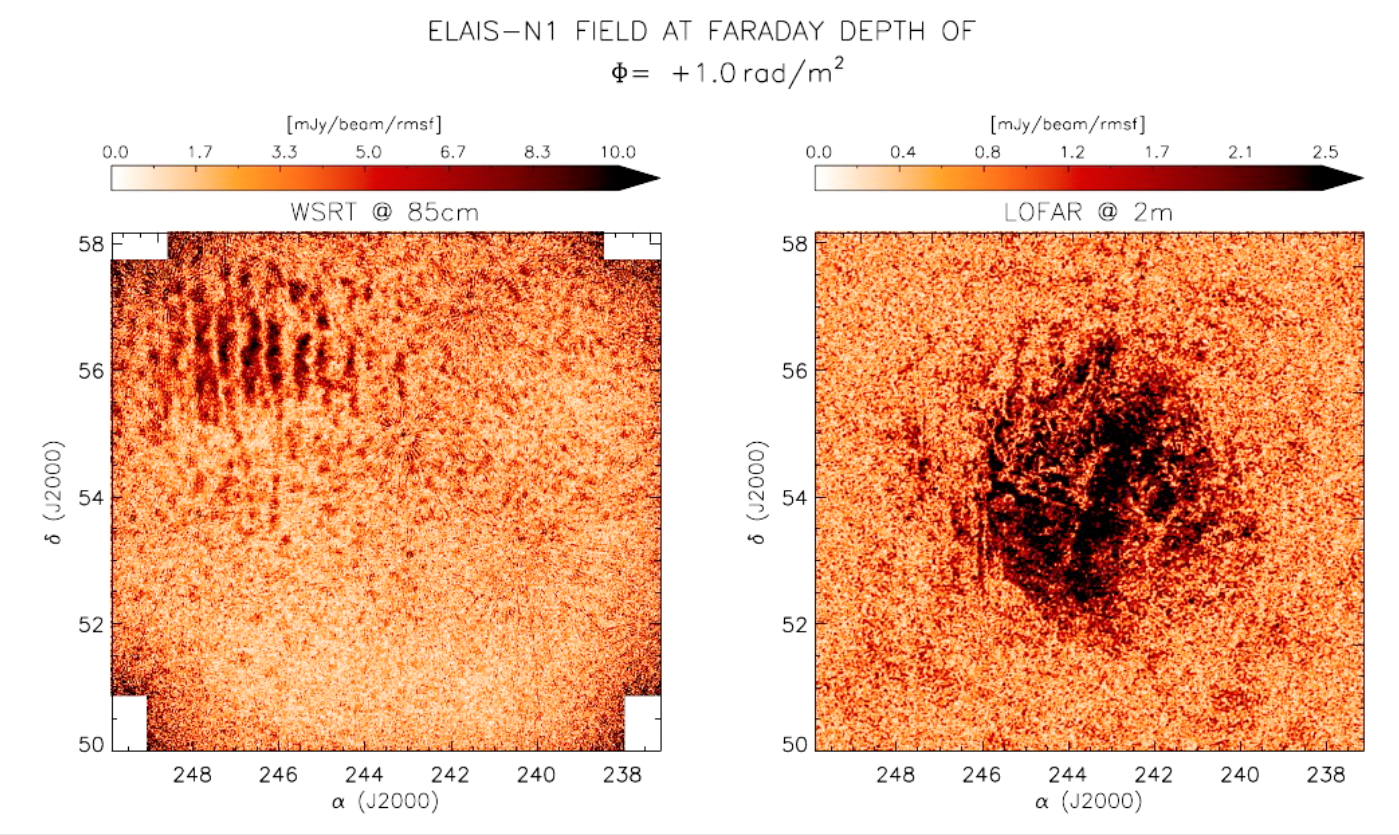 ELAIS−N1 FIELD AT FARADAY DEPTH OF
Φ= +1.0 rad/m²
[mJy/beam/rmsf]
0.0 1.7 3.3 5.0 6.7 8.3 10.0
WSRT @ 85cm
58
56
54
52
50
δ (J2000)
248 246 244 242 240 238
α (J2000)
[mJy/beam/rmsf]
0.0 0.4 0.8 1.2 1.7 2.1 2.5
LOFAR @ 2m
58
56
54
52
50
δ (J2000)
248 246 244 242 240 238
α (J2000)